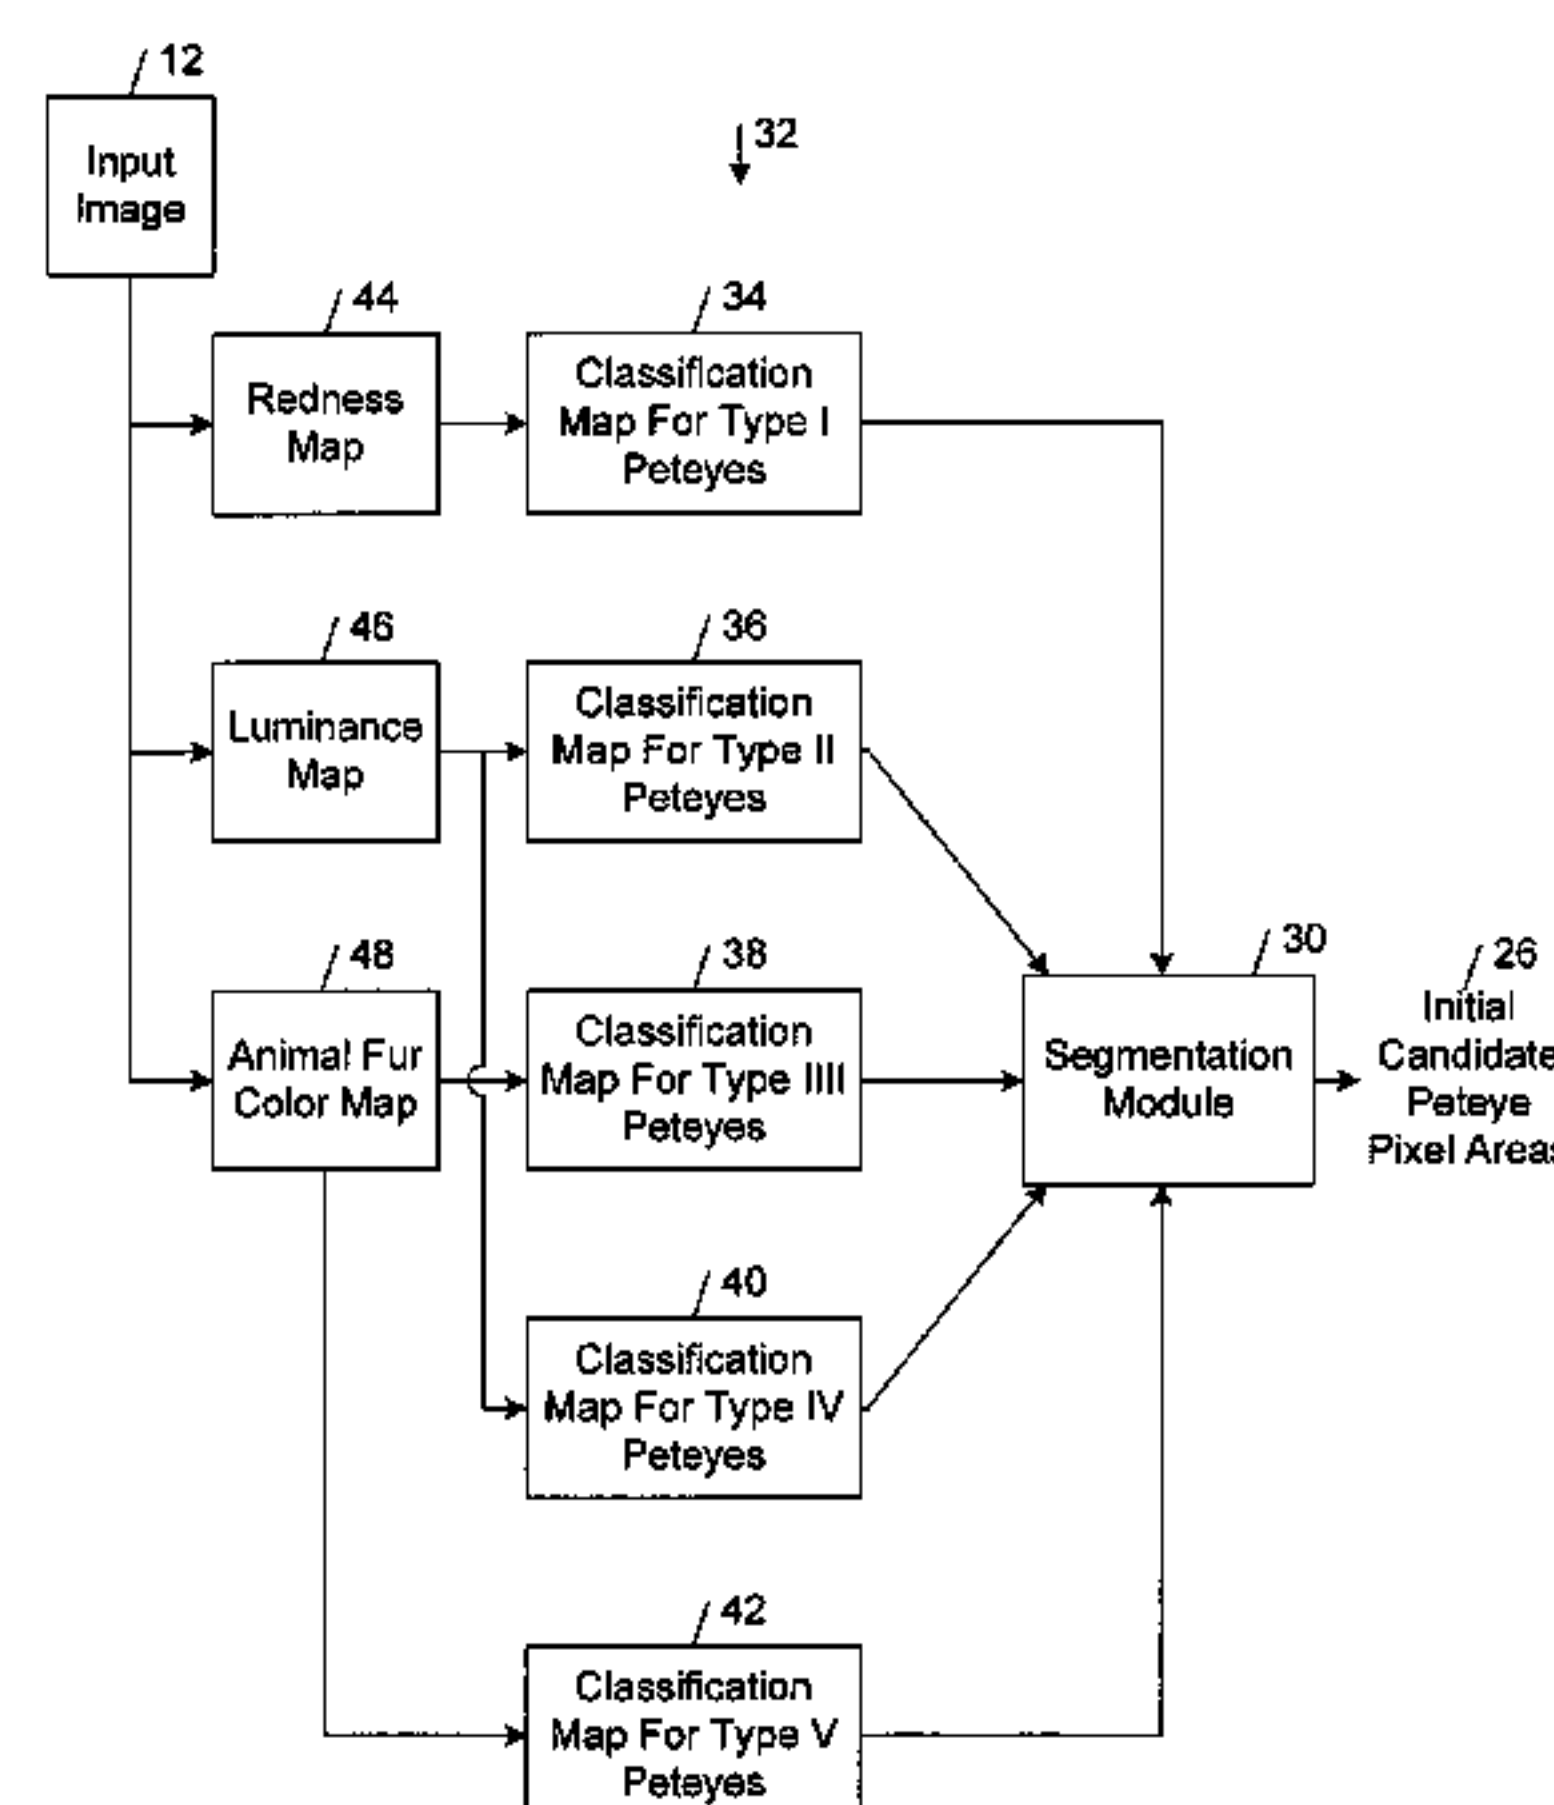 12
Input
Image
32
44
Redness
Map
34
Classification
Map For Type I
Peteyes
46
Luminance
Map
36
Classification
Map For Type II
Peteyes
48
Animal Fur
Color Map
38
Classification
Map For Type IIII
Peteyes
30
Segmentation
Module
26
Initial
Candidate
Peteye
Pixel Areas
40
Classification
Map For Type IV
Peteyes
42
Classification
Map For Type V
Peteyes